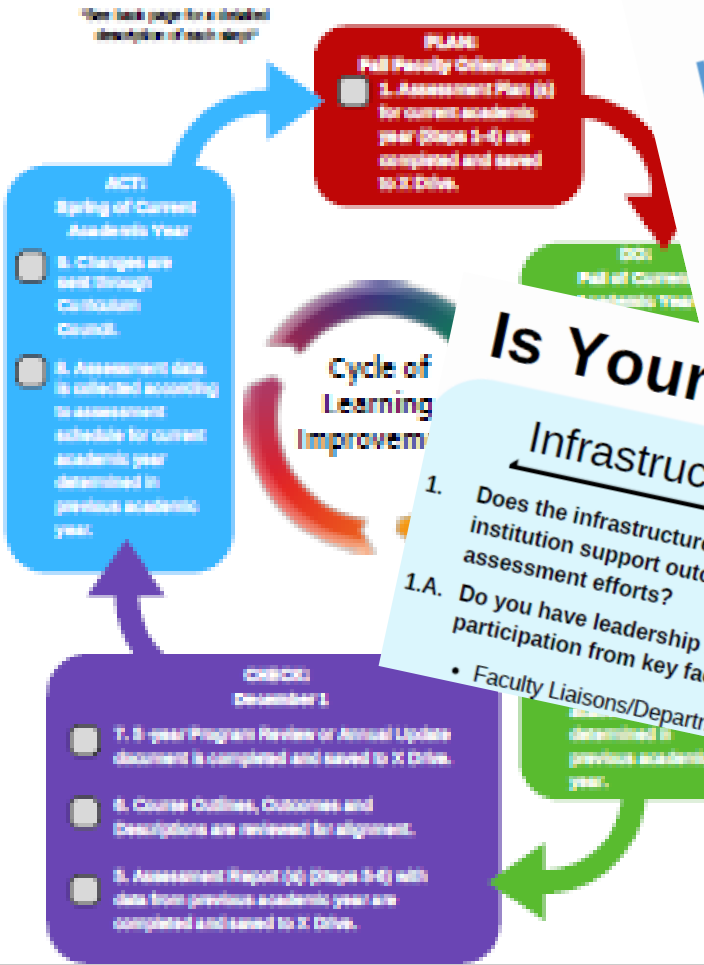 "See back page for a detailed
description of each step!"
PLAN:
Fall Faculty Orientation
1. Assessment Plan (s)
for current academic
year (Steps 1-4) are
completed and saved
to X Drive.
ACT:
Spring of Current
Academic Year
8. Changes are
sent through
Curriculum
Council.
Assessment data
is collected according
to assessment
schedule for current
academic year
determined in
previous academic
year.
DO:
Fall of Current
Academic Year
Cycle of
Learning
Improvem
Is Your
Infrastruc
1. Does the infrastructure
institution support outc
assessment efforts?
1.A. Do you have leadership
participation from key fa
• Faculty Liaisons/Departm
determined in
previous academic
year.
CHECK:
December 1
7. 5-year Program Review or Annual Update
document is completed and saved to X Drive.
6. Course Outlines, Outcomes and
Descriptions are reviewed for alignment.
5. Assessment Report (s) (Steps 5-6) with
data from previous academic year are
completed and saved to X Drive.